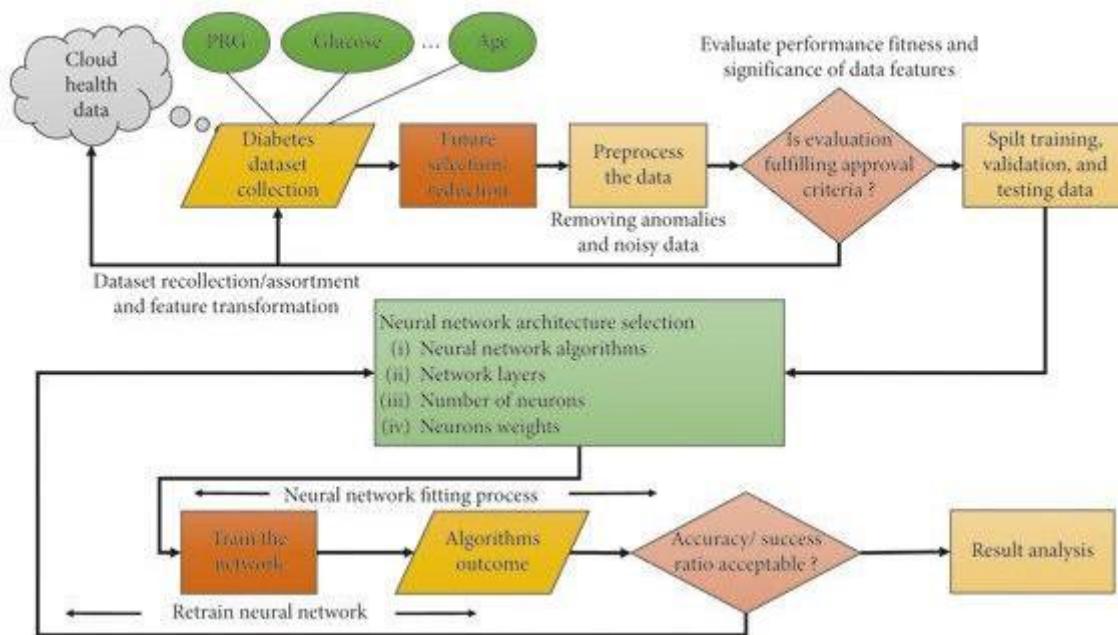 PRG
Glucose
...
Age
Cloud
health
data
Evaluate performance fitness and
significance of data features
Diabetes
dataset
collection
Future
selection/
reduction
Preprocess
the data
Is evaluation
fulfilling approval
criteria ?
Spilt training,
validation, and
testing data
Removing anomalies
and noisy data
Dataset recollection/assortment
and feature transformation
Neural network architecture selection
(i) Neural network algorithms
(ii) Network layers
(iii) Number of neurons
(iv) Neurons weights
Neural network fitting process
Train the
network
Algorithms
outcome
Accuracy/ success
ratio acceptable ?
Result analysis
Retrain neural network